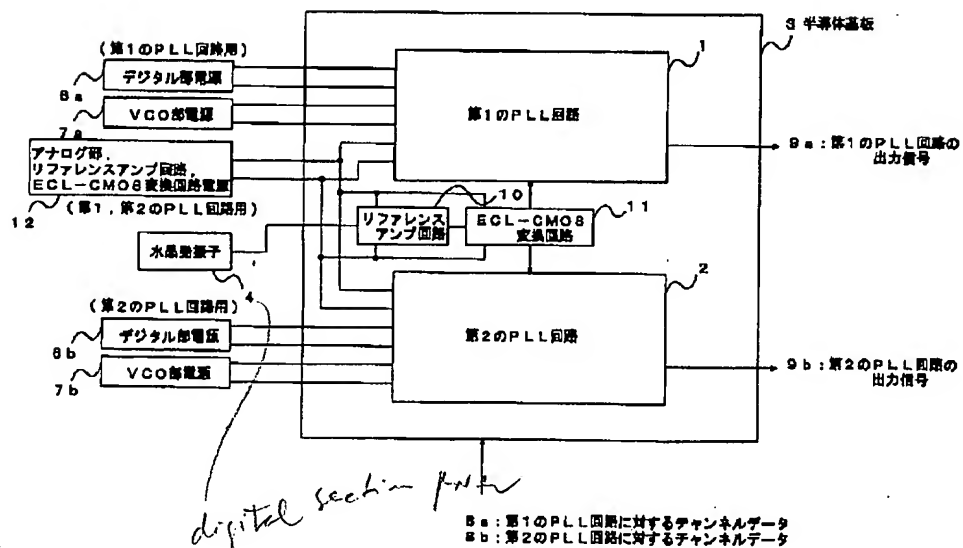 3 半導体基板
(第1のPLL回路用)
デジタル部電源
6a
VCO部電源
7a
アナログ部,
リファレンスアンプ回路,
ECL-CMOS変換回路電源
12
(第1,第2のPLL回路用)
水晶発振子
4
(第2のPLL回路用)
デジタル部電源
6b
VCO部電源
7b
1
第1のPLL回路
9a:第1のPLL回路の
出力信号
10
リファレンス
アンプ回路
11
ECL-CMOS
変換回路
2
第2のPLL回路
9b:第2のPLL回路の
出力信号
digital section
8a:第1のPLL回路に対するチャンネルデータ
8b:第2のPLL回路に対するチャンネルデータ